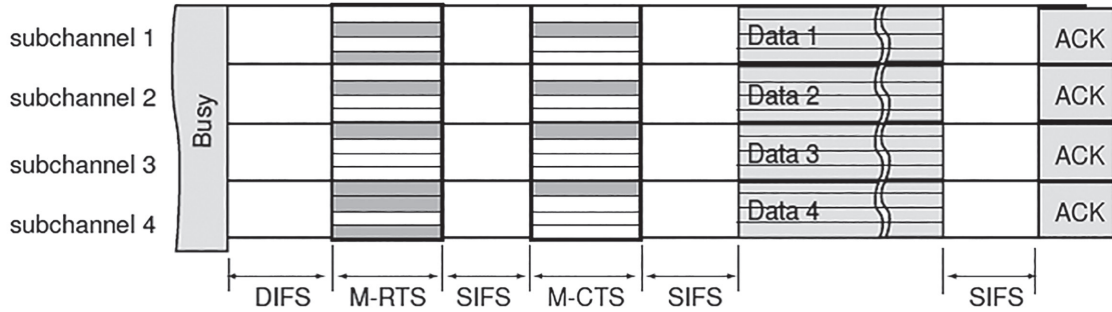 subchannel 1
Data 1
ACK
subchannel 2
Data 2
ACK
Busy
subchannel 3
Data 3
ACK
subchannel 4
Data 4
ACK
DIFS
M-RTS
SIFS
M-CTS
SIFS
SIFS